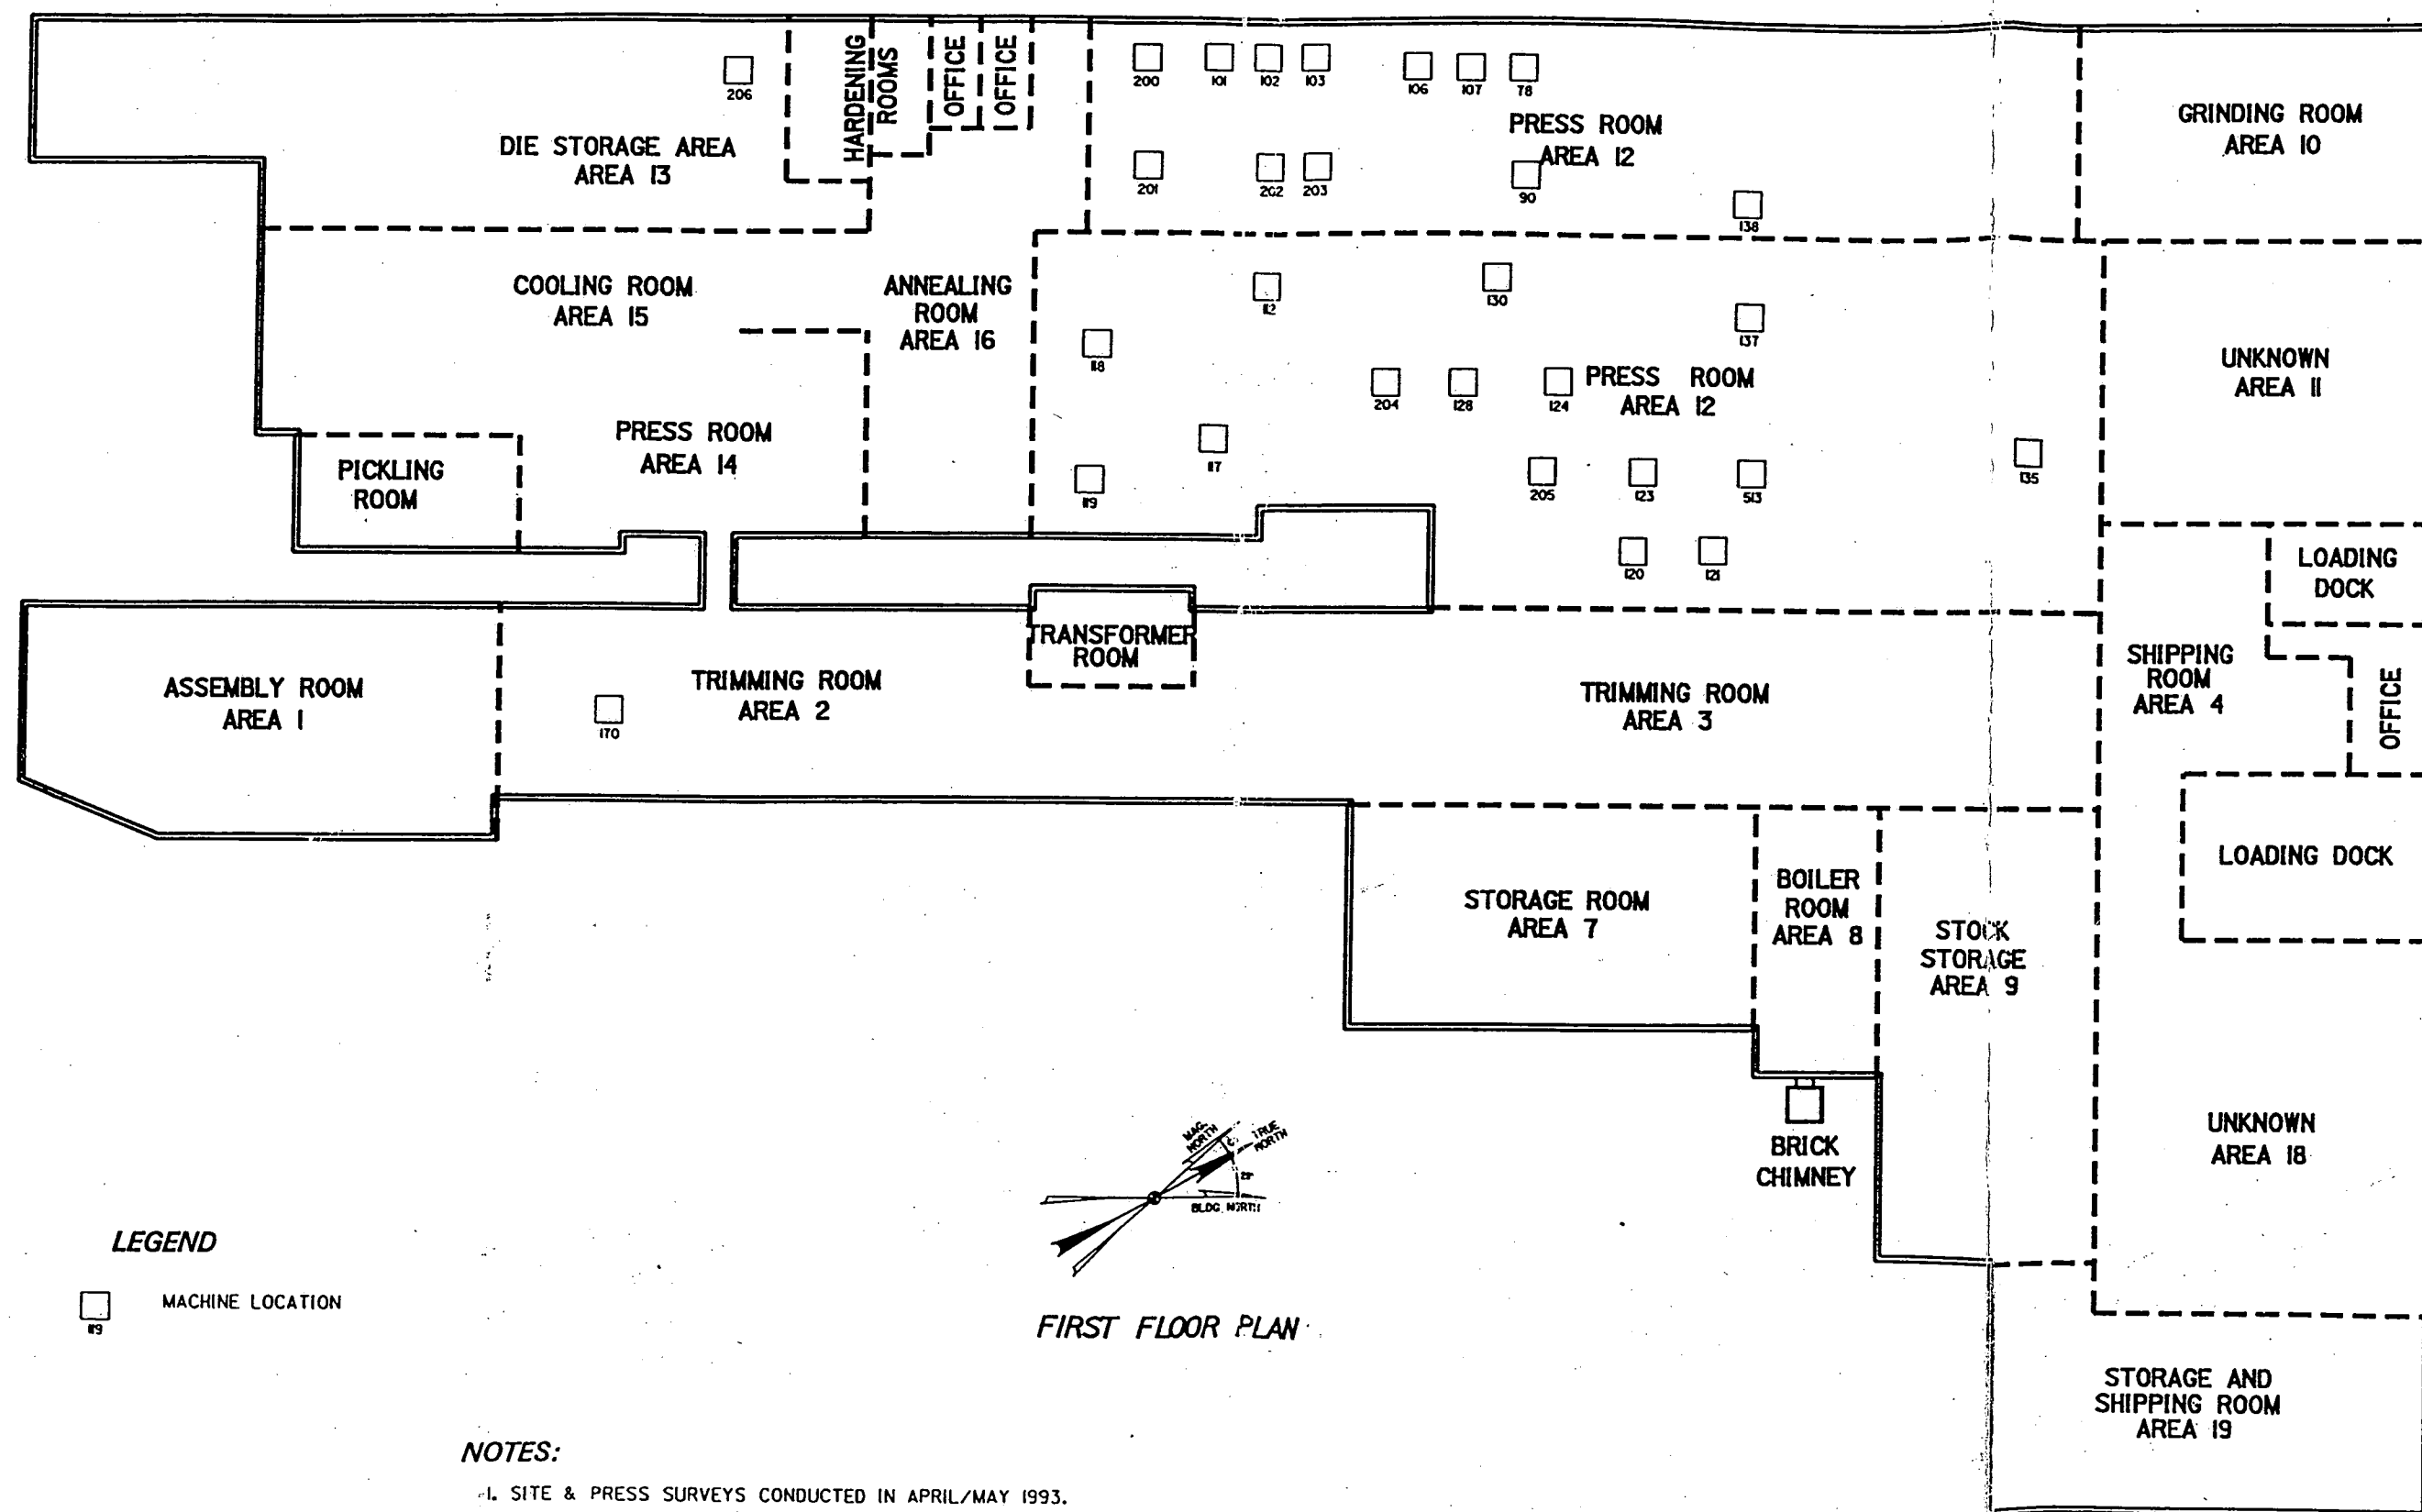 HARDENING
ROOMS
OFFICE
OFFICE
206
DIE STORAGE AREA
AREA 13
200
101
102
103
106
107
78
PRESS ROOM
AREA 12
201
202
203
90
138
GRINDING ROOM
AREA 10
COOLING ROOM
AREA 15
ANNEALING
ROOM
AREA 16
112
130
137
118
204
128
124
PRESS ROOM
AREA 12
UNKNOWN
AREA 11
PRESS ROOM
AREA 14
PICKLING
ROOM
117
119
205
123
513
135
120
121
LOADING
DOCK
TRANSFORMER
ROOM
ASSEMBLY ROOM
AREA 1
TRIMMING ROOM
AREA 2
170
TRIMMING ROOM
AREA 3
SHIPPING
ROOM
AREA 4
OFFICE
LOADING DOCK
STORAGE ROOM
AREA 7
BOILER
ROOM
AREA 8
STOCK
STORAGE
AREA 9
BRICK
CHIMNEY
UNKNOWN
AREA 18
MAG.
NORTH
TRUE
NORTH
BLDG. NORTH
LEGEND
MACHINE LOCATION
119
FIRST FLOOR PLAN
STORAGE AND
SHIPPING ROOM
AREA 19
NOTES:
1. SITE & PRESS SURVEYS CONDUCTED IN APRIL/MAY 1993.